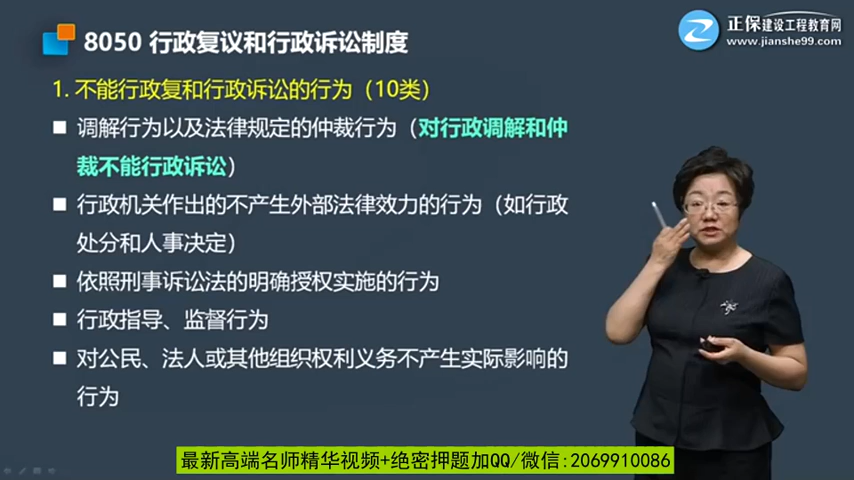 8050 行政复议和行政诉讼制度
正保建设工程教育网
www.jianshe99.com
1. 不能行政复和行政诉讼的行为（10类）
调解行为以及法律规定的仲裁行为（对行政调解和仲
裁不能行政诉讼）
行政机关作出的不产生外部法律效力的行为（如行政
处分和人事决定）
依照刑事诉讼法的明确授权实施的行为
行政指导、监督行为
对公民、法人或其他组织权利义务不产生实际影响的
行为
最新高端名师精华视频+绝密押题加QQ/微信:2069910086